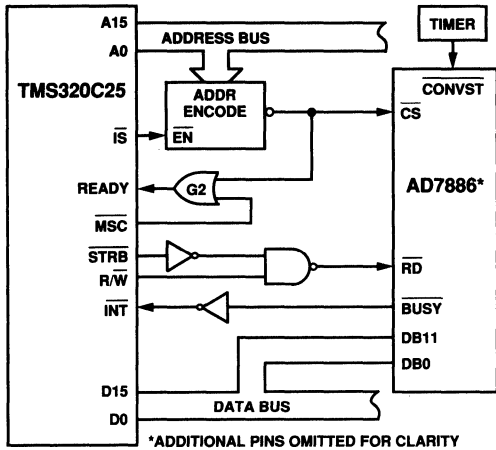 A15
ADDRESS BUS
TIMER
A0
TMS320C25
ADDR
ENCODE
CONVST
CS
IS
EN
AD7886*
READY
G2
MSC
STRB
R/W
RD
INT
BUSY
DB11
DB0
D15
DATA BUS
D0
*ADDITIONAL PINS OMITTED FOR CLARITY